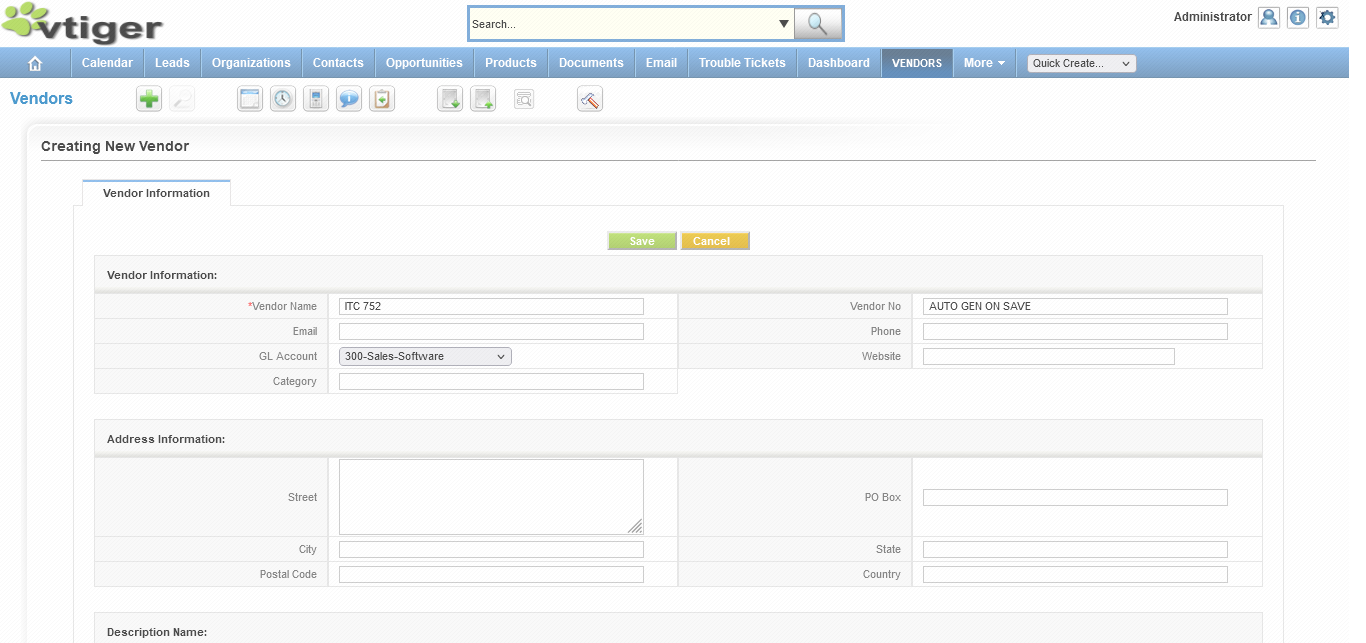 vtiger
Search...
Administrator
Calendar Leads Organizations Contacts Opportunities Products Documents Email Trouble Tickets Dashboard VENDORS More Quick Create...
Vendors
Creating New Vendor
Vendor Information
Save Cancel
Vendor Information:
*Vendor Name ITC 752 Vendor No AUTO GEN ON SAVE
Email Phone
GL Account 300-Sales-Software Website
Category
Address Information:
Street PO Box
City State
Postal Code Country
Description Name: